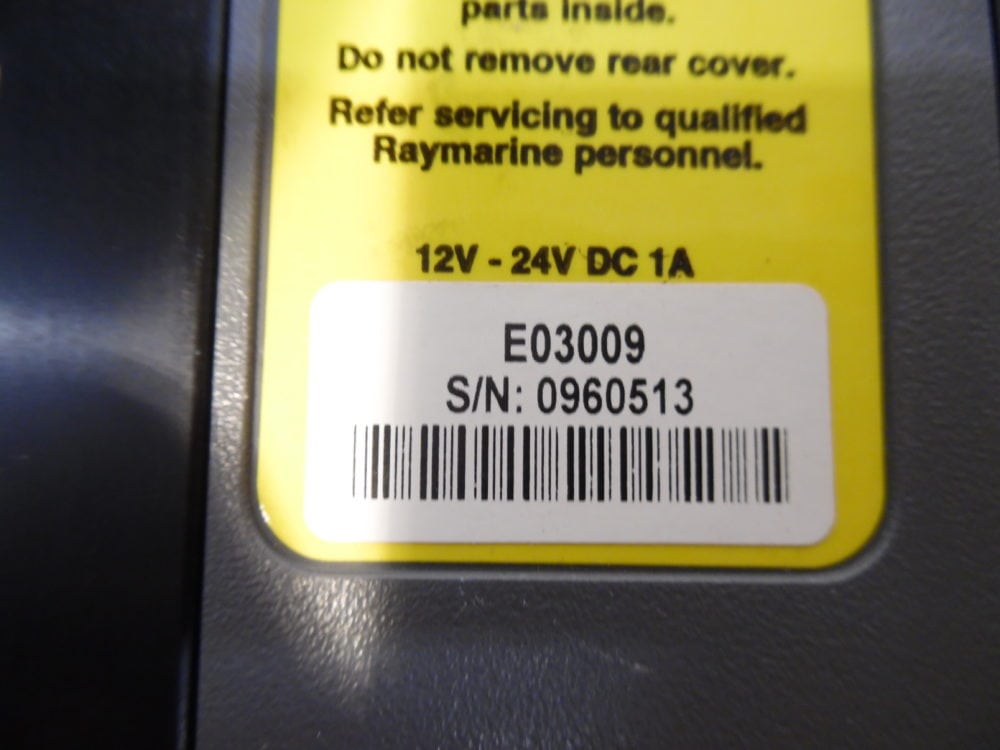 parts inside.
Do not remove rear cover.
Refer servicing to qualified
Raymarine personnel.
12V - 24V DC 1A
E03009
S/N: 0960513